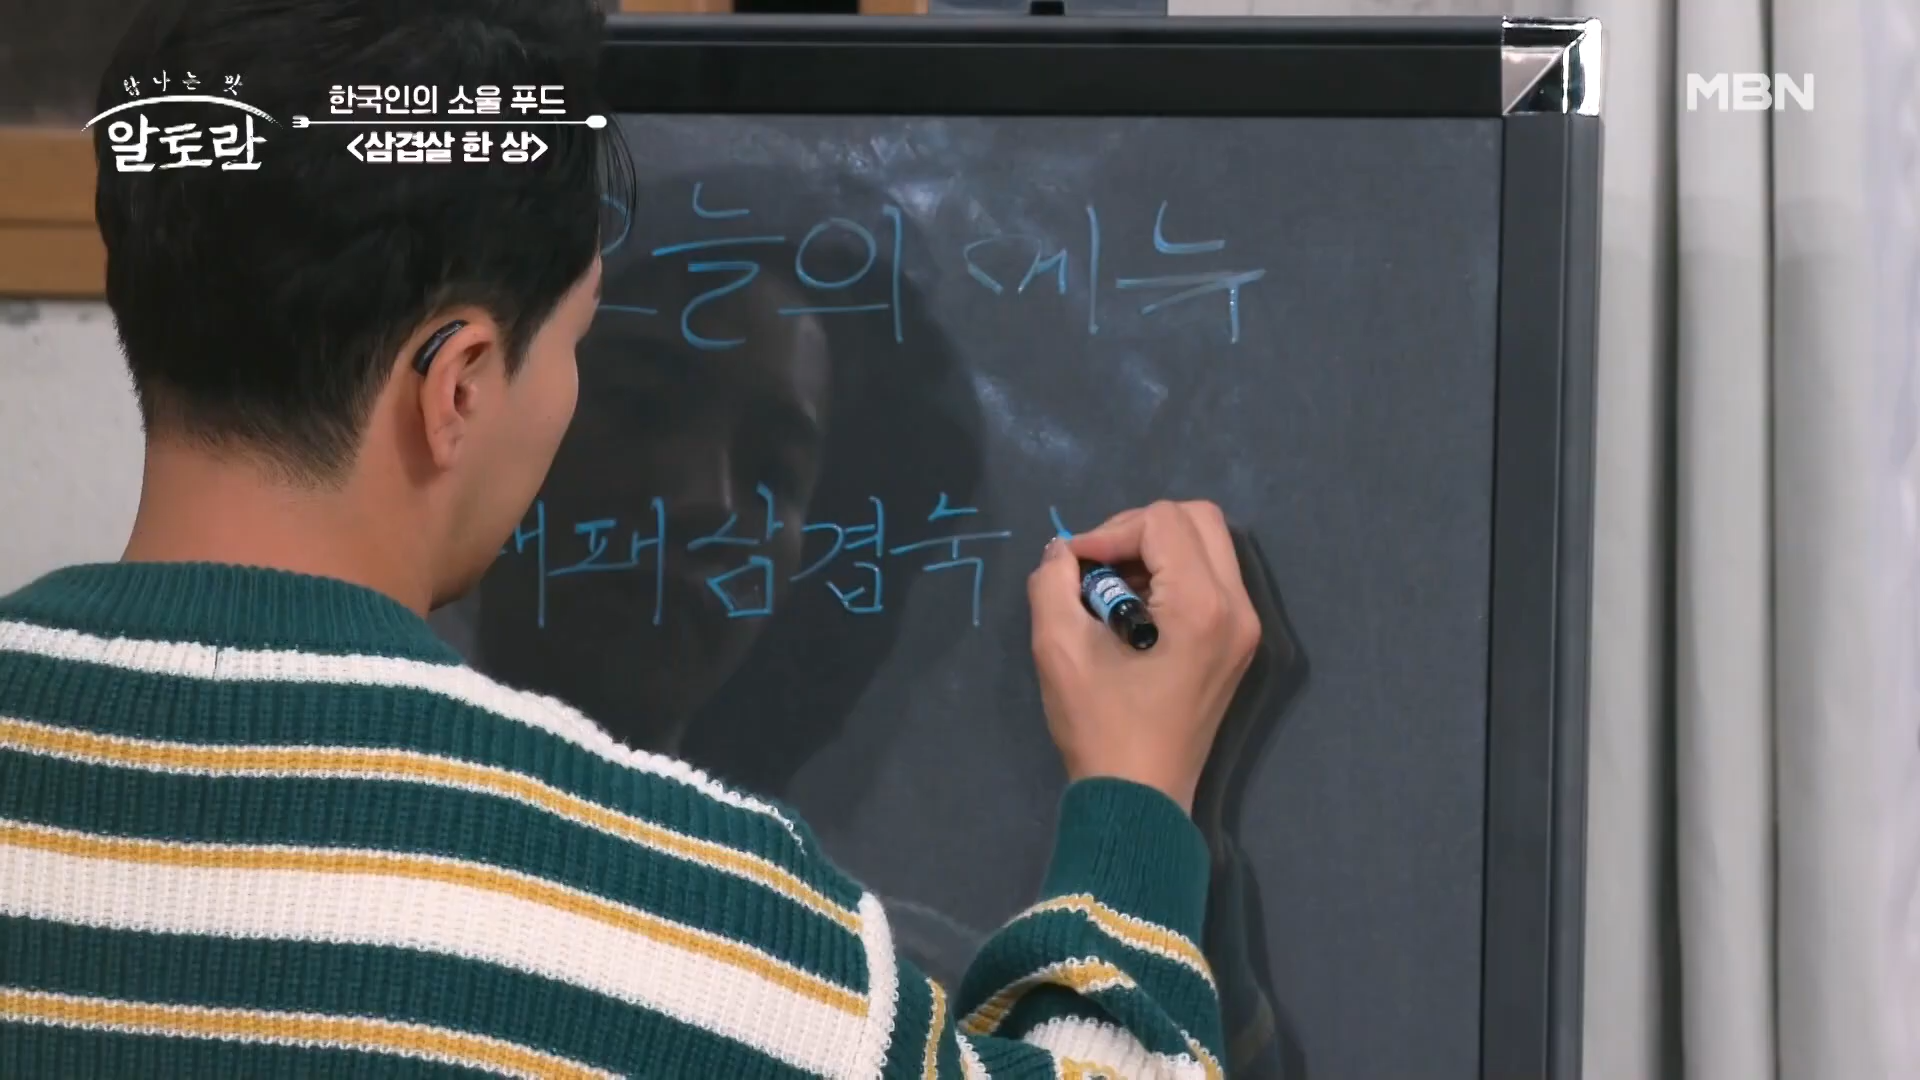 맘 나는 맛
알토란
한국인의 소울 푸드
<삼겹살 한 상>
MBN
오늘의 메뉴
대패삼겹숙